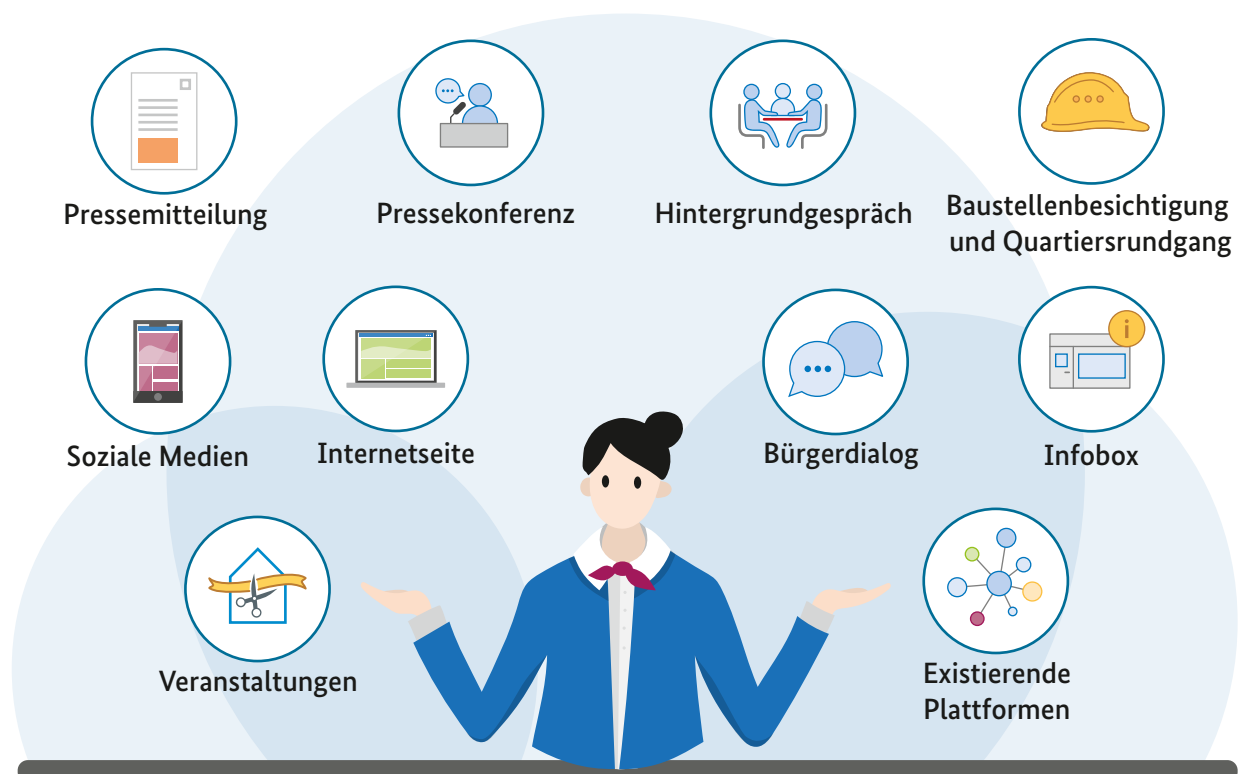 Pressemitteilung
Pressekonferenz
Hintergrundgespräch
Baustellenbesichtigung
und Quartiersrundgang
Soziale Medien
Internetseite
Bürgerdialog
Infobox
Veranstaltungen
Existierende
Plattformen